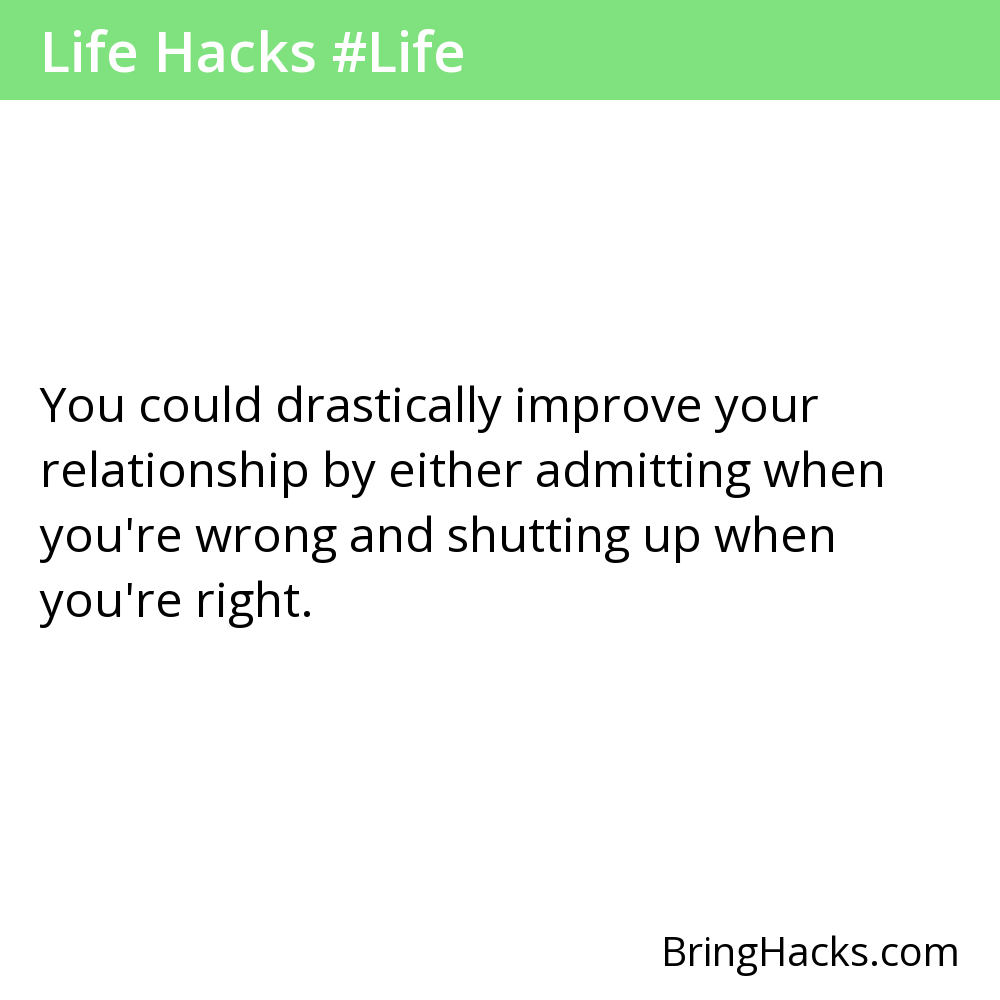 Life Hacks #Life
You could drastically improve your
relationship by either admitting when
you're wrong and shutting up when
you're right.
BringHacks.com